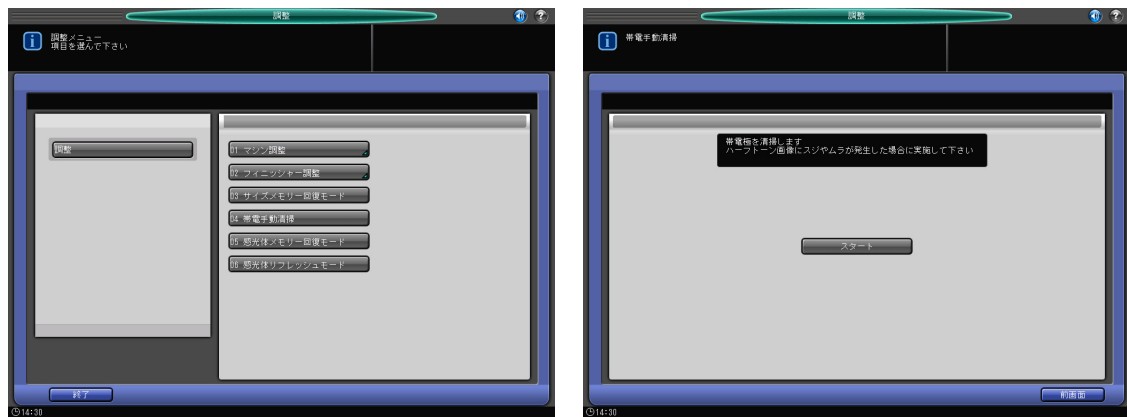 調整
調整メニュー
項目を選んで下さい
調整
01 マシン調整
02 フィニッシャー調整
03 サイズメモリー回復モード
04 帯電手動清掃
05 感光体メモリー回復モード
06 感光体リフレッシュモード
終了
14:30
調整
帯電手動清掃
帯電極を清掃します
ハーフトーン画像にスジやムラが発生した場合に実施して下さい
スタート
前画面
14:30